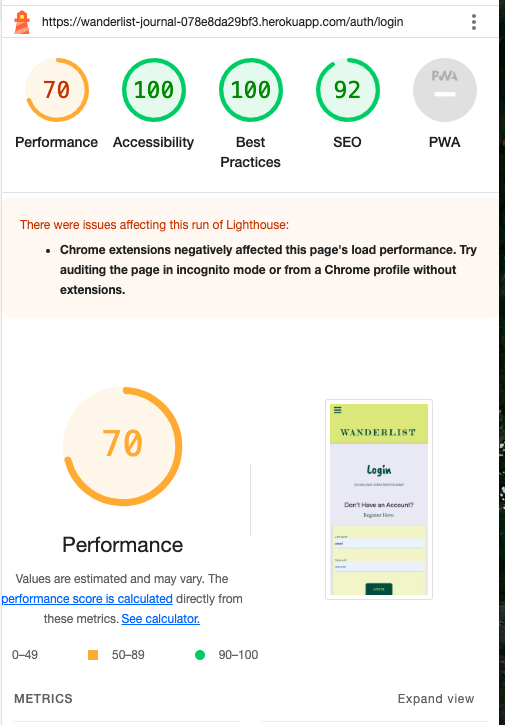 https://wanderlist-journal-078e8da29bf3.herokuapp.com/auth/login
70
100
100
92
PWA
Performance
Accessibility
Best
Practices
SEO
PWA
There were issues affecting this run of Lighthouse:
• Chrome extensions negatively affected this page's load performance. Try
auditing the page in incognito mode or from a Chrome profile without
extensions.
70
Performance
Values are estimated and may vary. The
performance score is calculated directly from
these metrics. See calculator.
0–49
50–89
90–100
WANDERLIST
Login
Don't Have an Account?
Register Here.
METRICS
Expand view